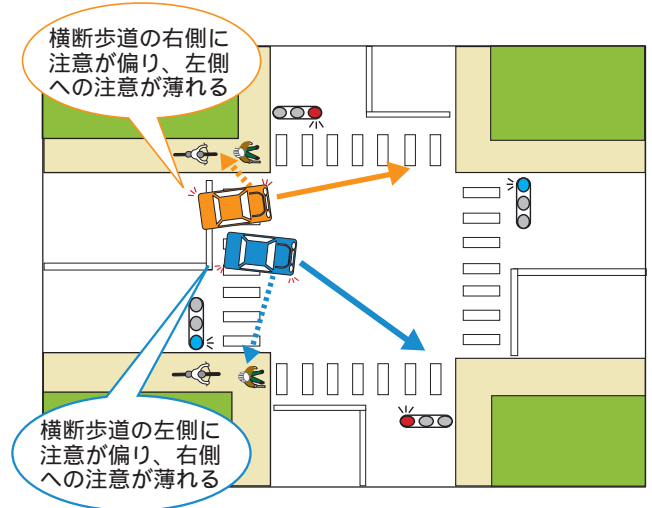 横断歩道の右側に
注意が偏り、左側
への注意が薄れる
横断歩道の左側に
注意が偏り、右側
への注意が薄れる